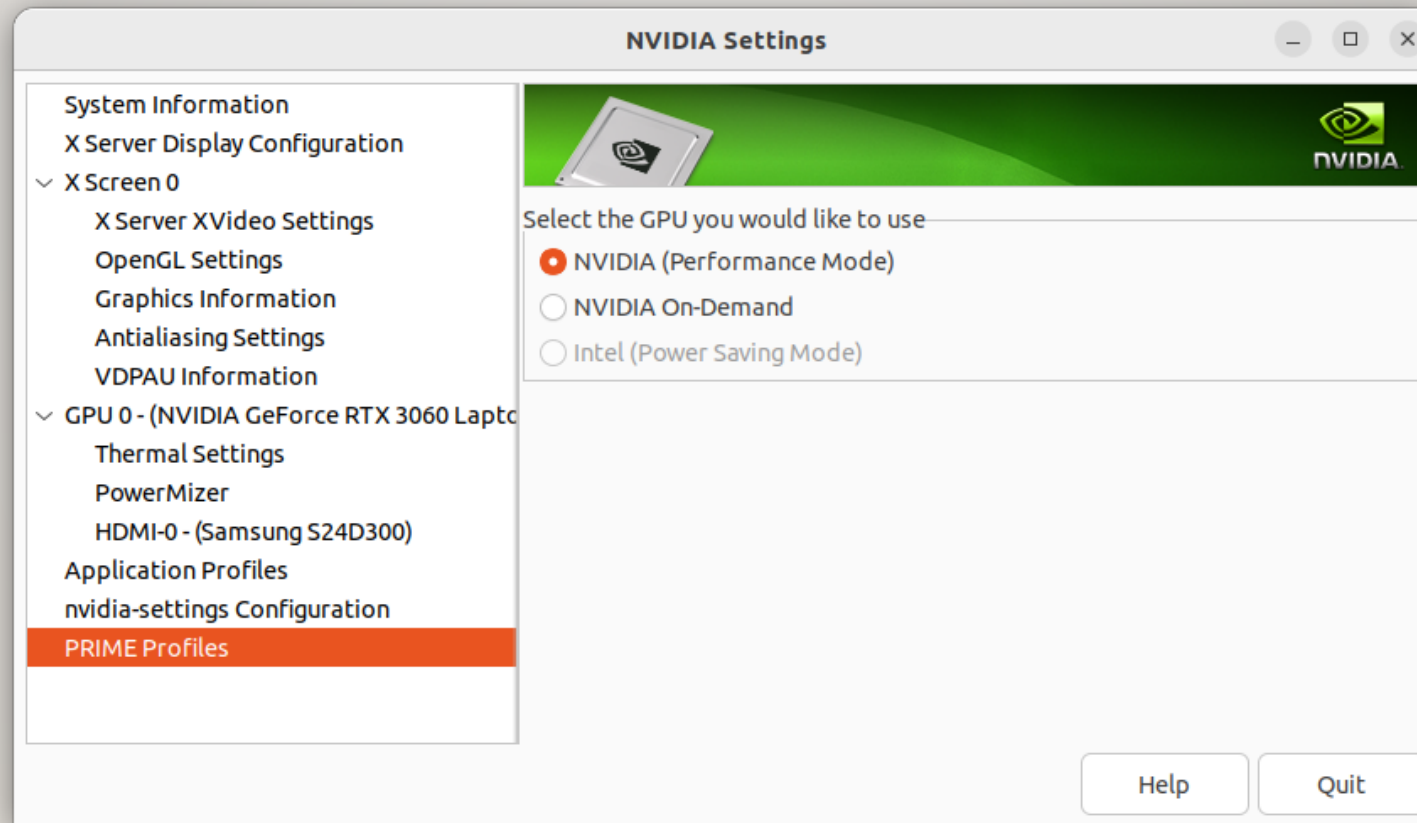 NVIDIA Settings
System Information
X Server Display Configuration
X Screen 0
X Server XVideo Settings
OpenGL Settings
Graphics Information
Antialiasing Settings
VDPAU Information
GPU 0 - (NVIDIA GeForce RTX 3060 Lapto
Thermal Settings
PowerMizer
HDMI-0 - (Samsung S24D300)
Application Profiles
nvidia-settings Configuration
PRIME Profiles
NVIDIA.
Select the GPU you would like to use
NVIDIA (Performance Mode)
NVIDIA On-Demand
Intel (Power Saving Mode)
Help
Quit